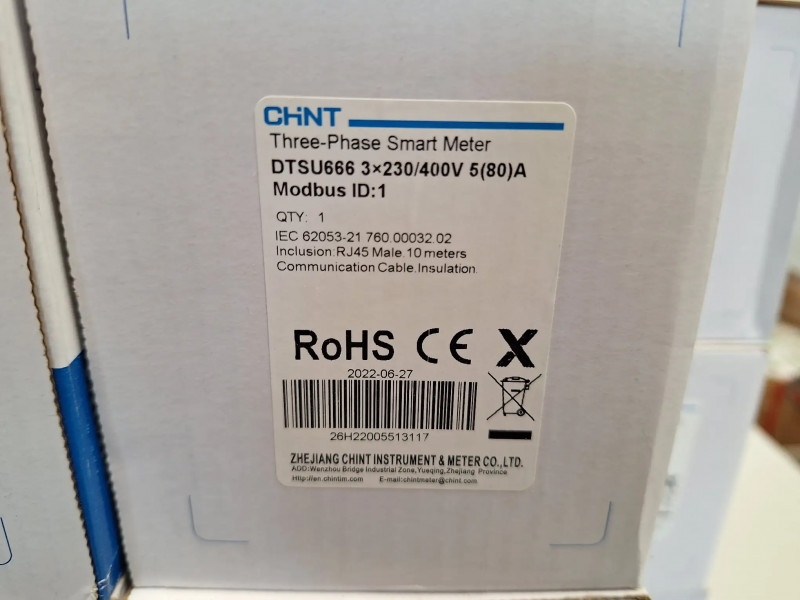 CHNT
Three-Phase Smart Meter
DTSU666 3×230/400V 5(80)A
Modbus ID:1
QTY: 1
IEC 62053-21 760.00032.02
Inclusion:RJ45 Male.10 meters
Communication Cable.Insulation.
RoHS CE X
2022-06-27
26H22005513117
ZHEJIANG CHINT INSTRUMENT & METER CO.,LTD.
ADD:Wenzhou Bridge Industrial Zone,Yueqing,Zhejiang Province
Http://en.chintim.com E-mail:chintmeter@chint.com